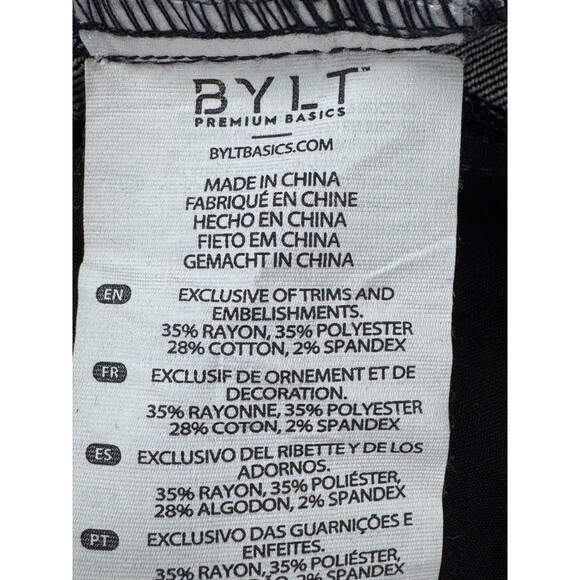 BYLT™
PREMIUM BASICS
BYLTBASICS.COM
MADE IN CHINA
FABRIQUÉ EN CHINE
HECHO EN CHINA
FIETO EM CHINA
GEMACHT IN CHINA
EN EXCLUSIVE OF TRIMS AND
EMBELISHMENTS.
35% RAYON, 35% POLYESTER
28% COTTON, 2% SPANDEX
FR EXCLUSIF DE ORNEMENT ET DE
DECORATION.
35% RAYONNE, 35% POLYESTER
28% COTON, 2% SPANDEX
ES EXCLUSIVO DEL RIBETTE Y DE LOS
ADORNOS.
35% RAYON, 35% POLIÉSTER,
28% ALGODON, 2% SPANDEX
PT EXCLUSIVO DAS GUARNIÇÕES E
ENFEITES.
35% RAYON, 35% POLIÉSTER,
2% SPANDEX